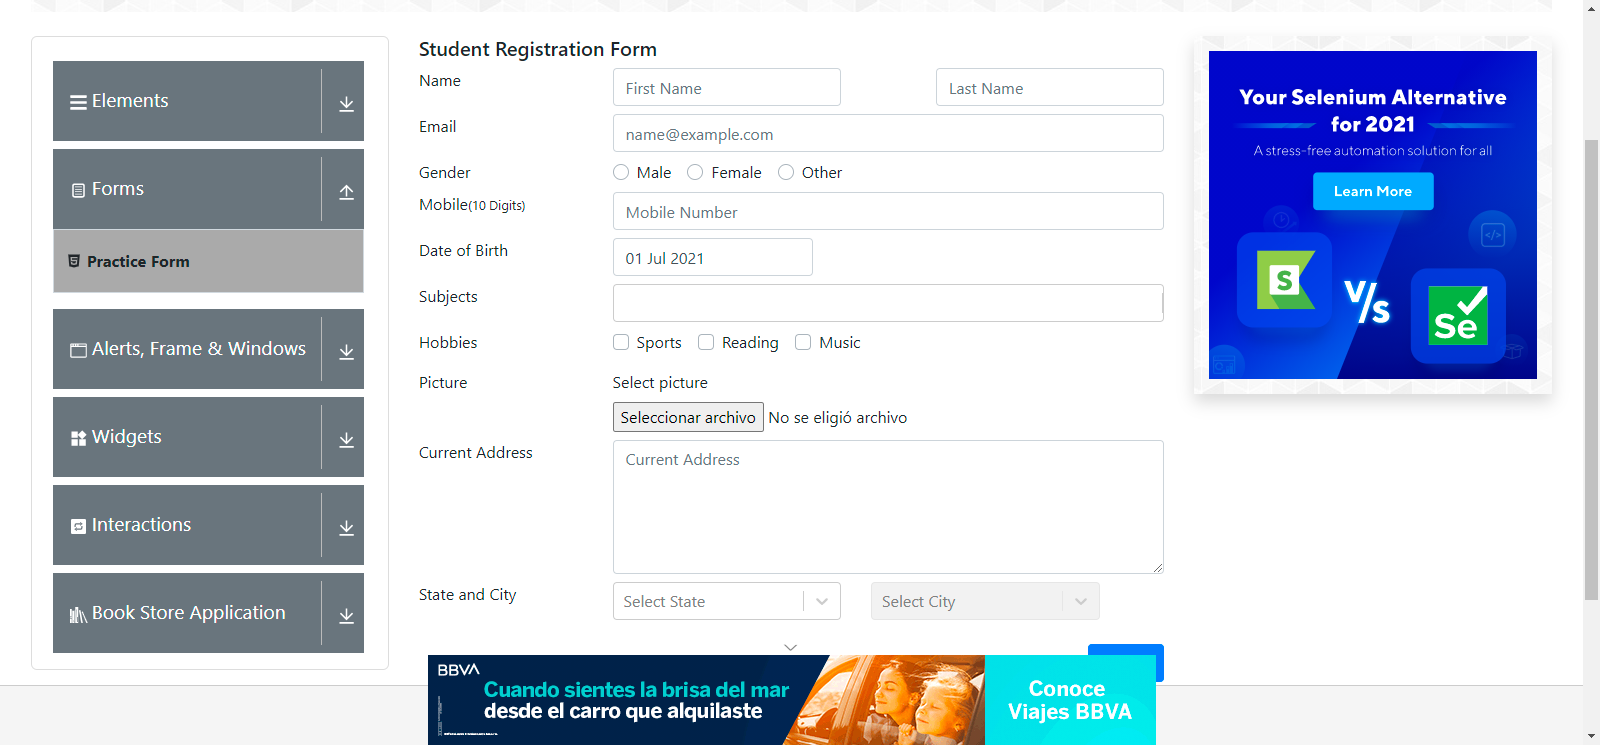 Elements
Forms
Practice Form
Alerts, Frame & Windows
Widgets
Interactions
Book Store Application
Student Registration Form
Name
First Name
Last Name
Email
name@example.com
Gender
Male
Female
Other
Mobile(10 Digits)
Mobile Number
Date of Birth
01 Jul 2021
Subjects
Hobbies
Sports
Reading
Music
Picture
Select picture
Seleccionar archivo No se eligió archivo
Current Address
Current Address
State and City
Select State
Select City
Your Selenium Alternative
for 2021
A stress-free automation solution for all
Learn More
S
V/s
</>
Se
BBVA
Cuando sientes la brisa del mar
desde el carro que alquilaste
Conoce
Viajes BBVA